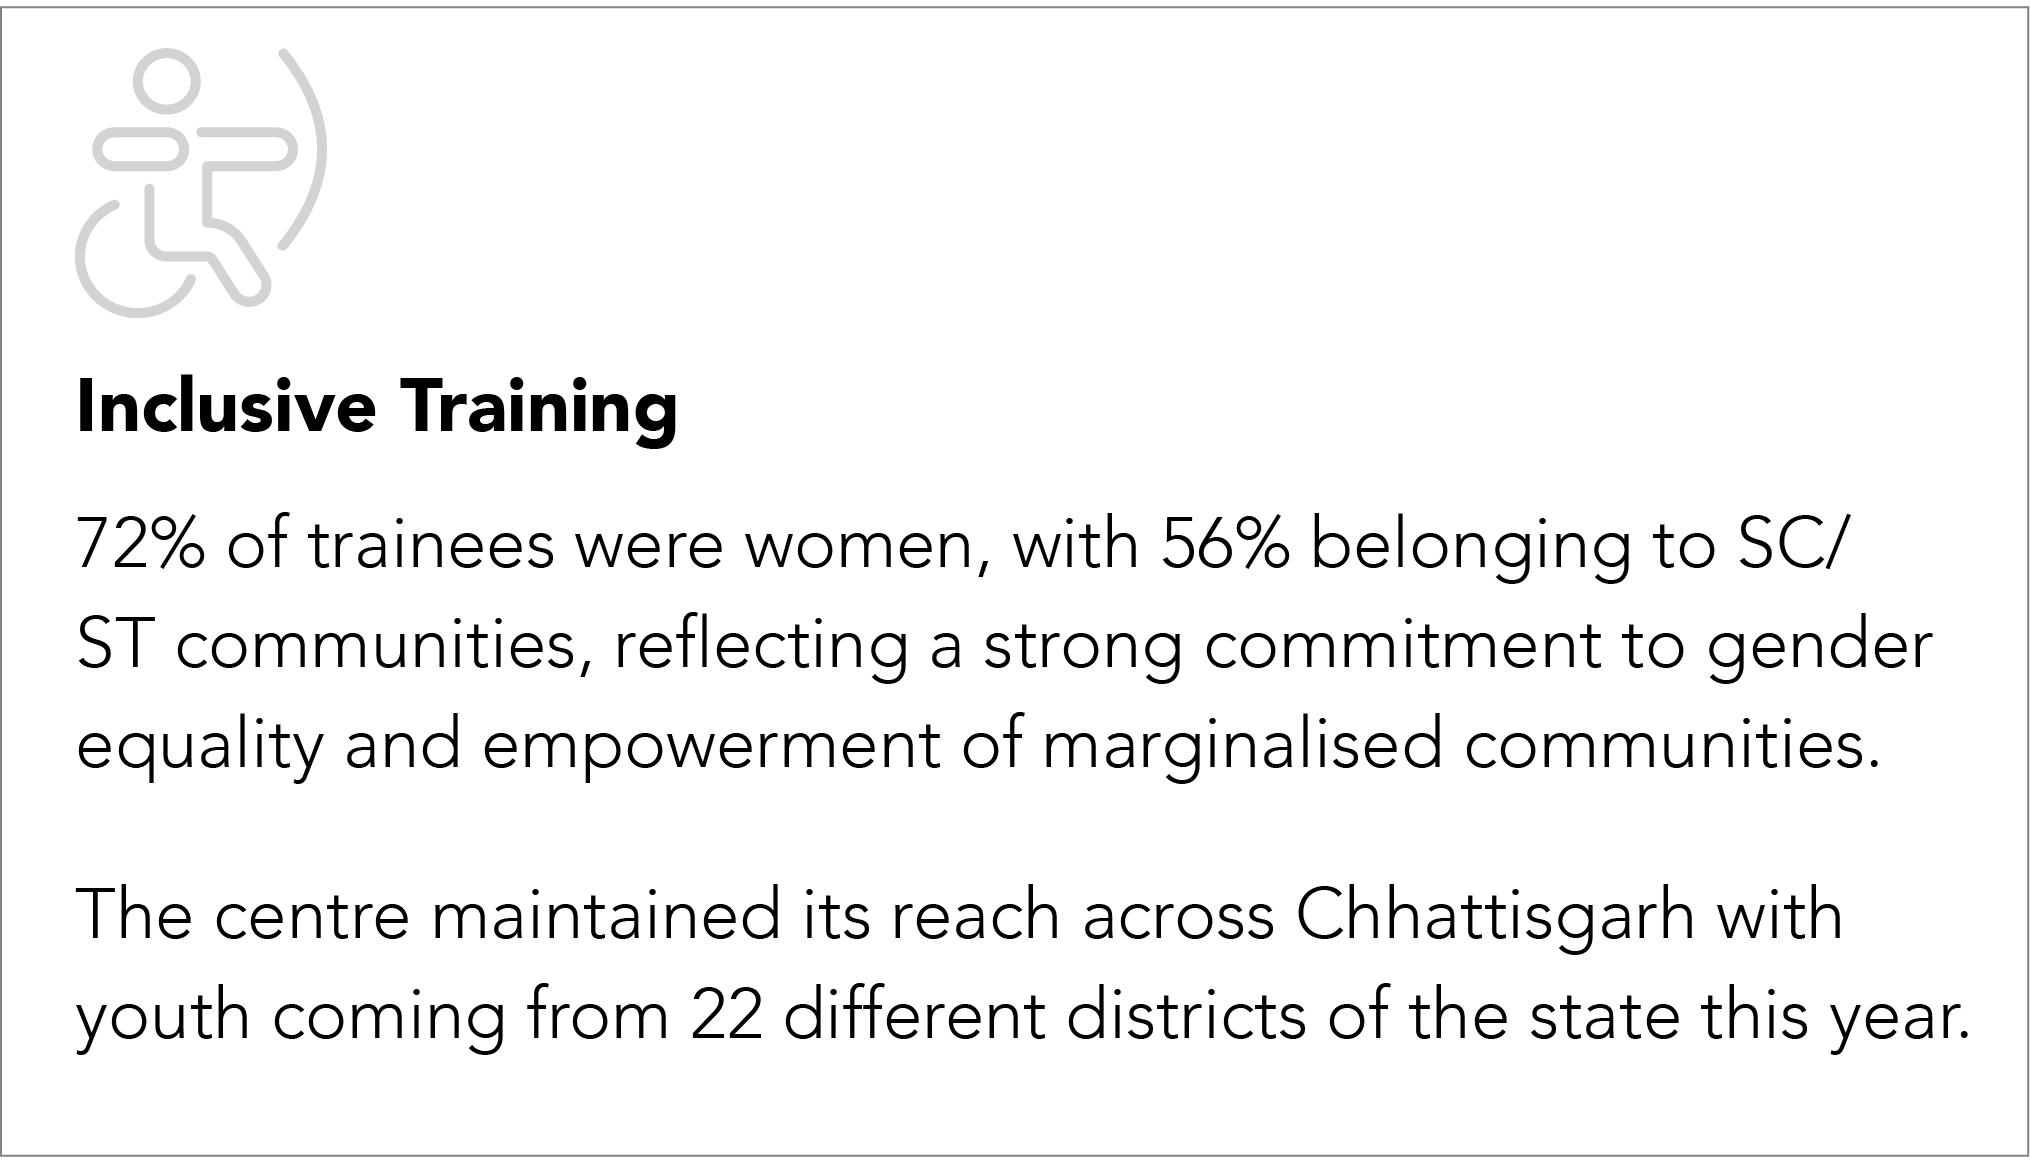 Inclusive Training
72% of trainees were women, with 56% belonging to SC/
ST communities, reflecting a strong commitment to gender
equality and empowerment of marginalised communities.
The centre maintained its reach across Chhattisgarh with
youth coming from 22 different districts of the state this year.